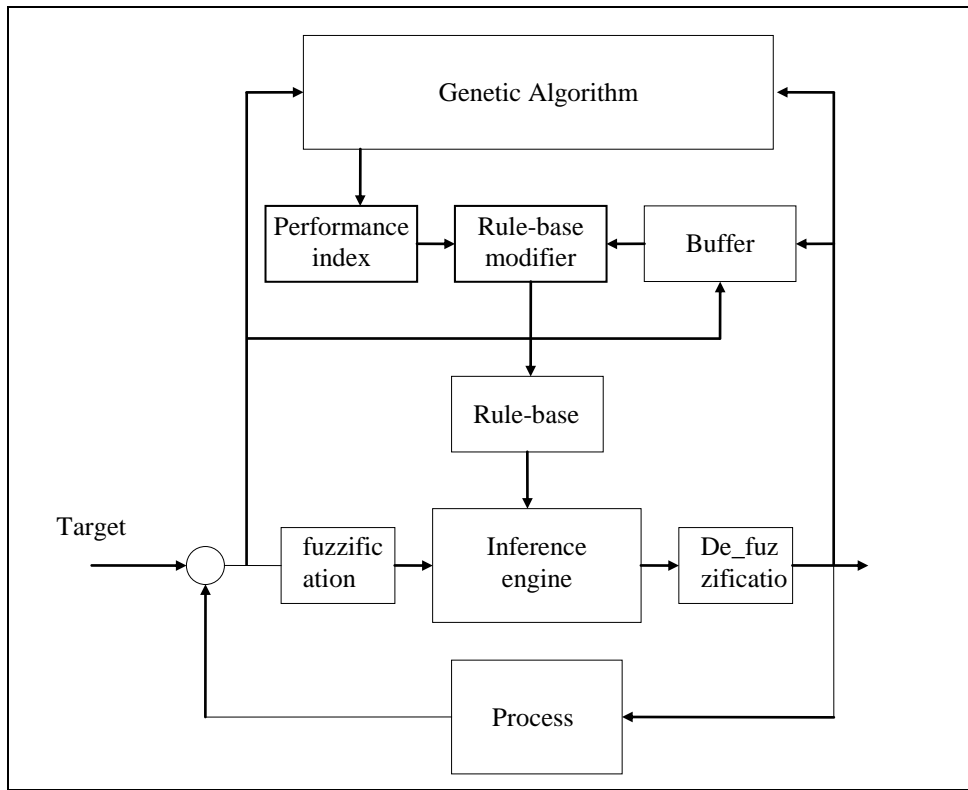 Genetic Algorithm
Performance
index
Rule-base
modifier
Buffer
Rule-base
Target
fuzzific
ation
Inference
engine
De_fuz
zificatio
Process